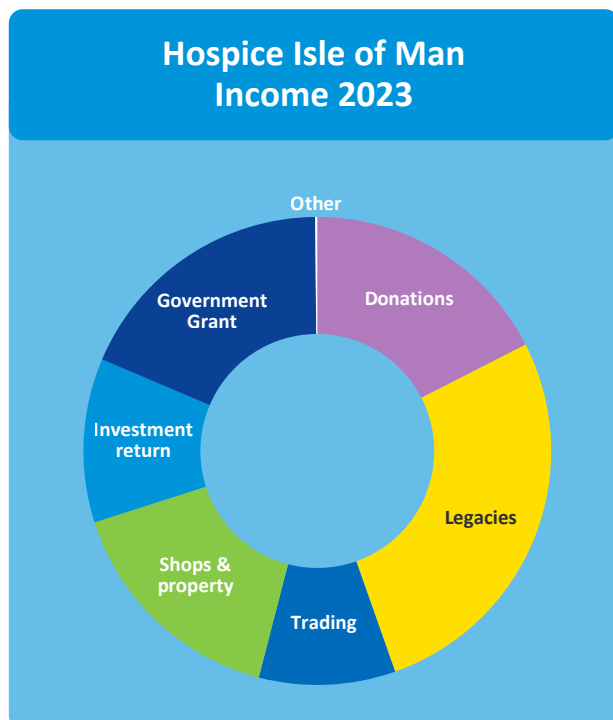 Hospice Isle of Man
Income 2023
Other
Donations
Government
Grant
Investment
return
Legacies
Shops &
property
Trading